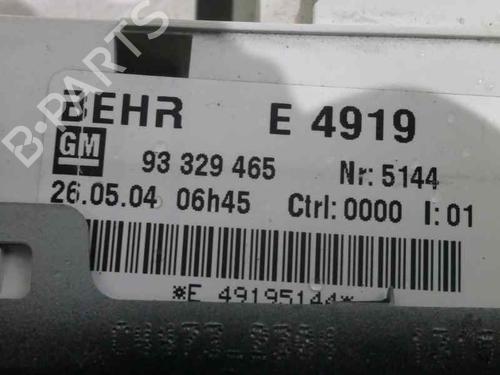 BEHR E 4919
GM 93 329 465 Nr: 5144
26.05.04 06h45 Ctrl: 0000 I: 01
*E 49195144*
B-PARTS